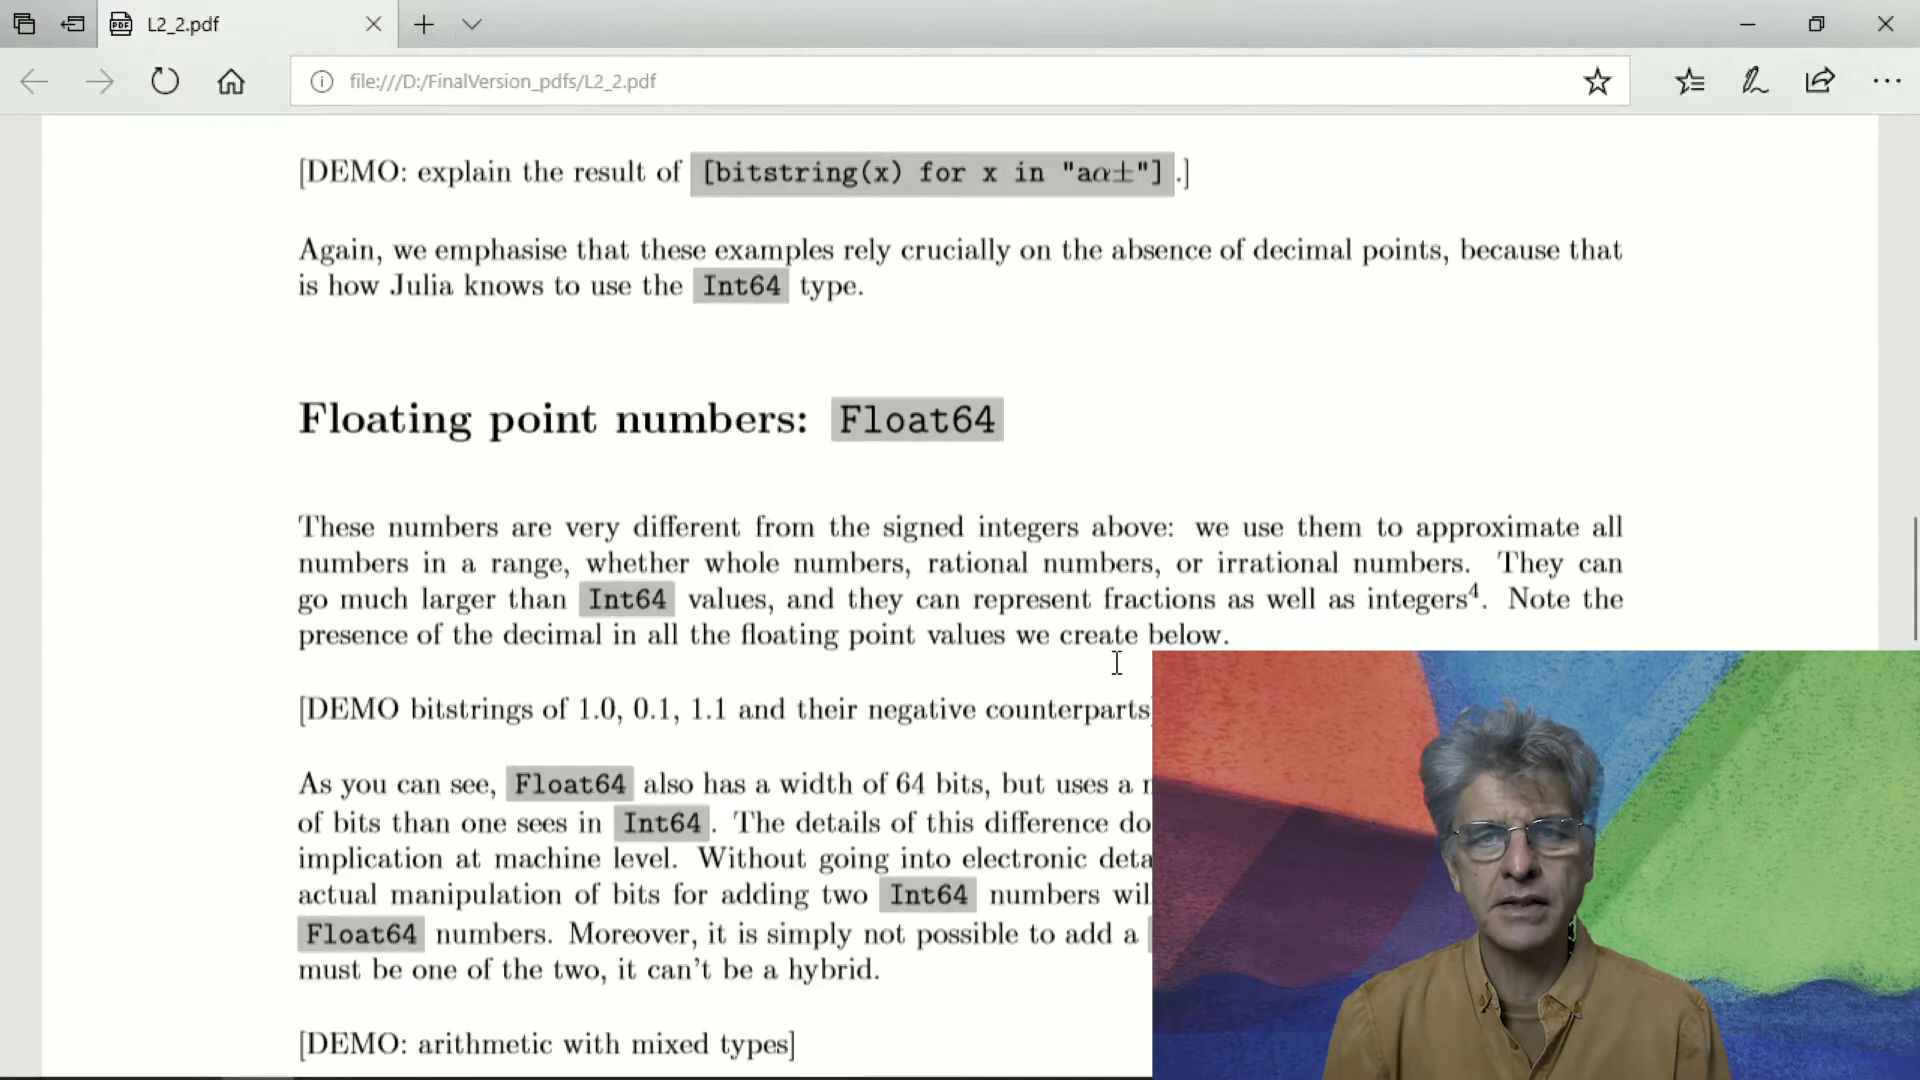 L2_2.pdf
file:///D:/FinalVersion_pdfs/L2_2.pdf
[DEMO: explain the result of [bitstring(x) for x in "aα±"] .]
Again, we emphasise that these examples rely crucially on the absence of decimal points, because that
is how Julia knows to use the Int64 type.
Floating point numbers: Float64
These numbers are very different from the signed integers above: we use them to approximate all
numbers in a range, whether whole numbers, rational numbers, or irrational numbers. They can
go much larger than Int64 values, and they can represent fractions as well as integers⁴. Note the
presence of the decimal in all the floating point values we create below.
[DEMO bitstrings of 1.0, 0.1, 1.1 and their negative counterparts]
As you can see, Float64 also has a width of 64 bits, but uses a
of bits than one sees in Int64 . The details of this difference do
implication at machine level. Without going into electronic
actual manipulation of bits for adding two Int64 numbers
Float64 numbers. Moreover, it is simply not possible to add a
must be one of the two, it can't be a hybrid.
[DEMO: arithmetic with mixed types]